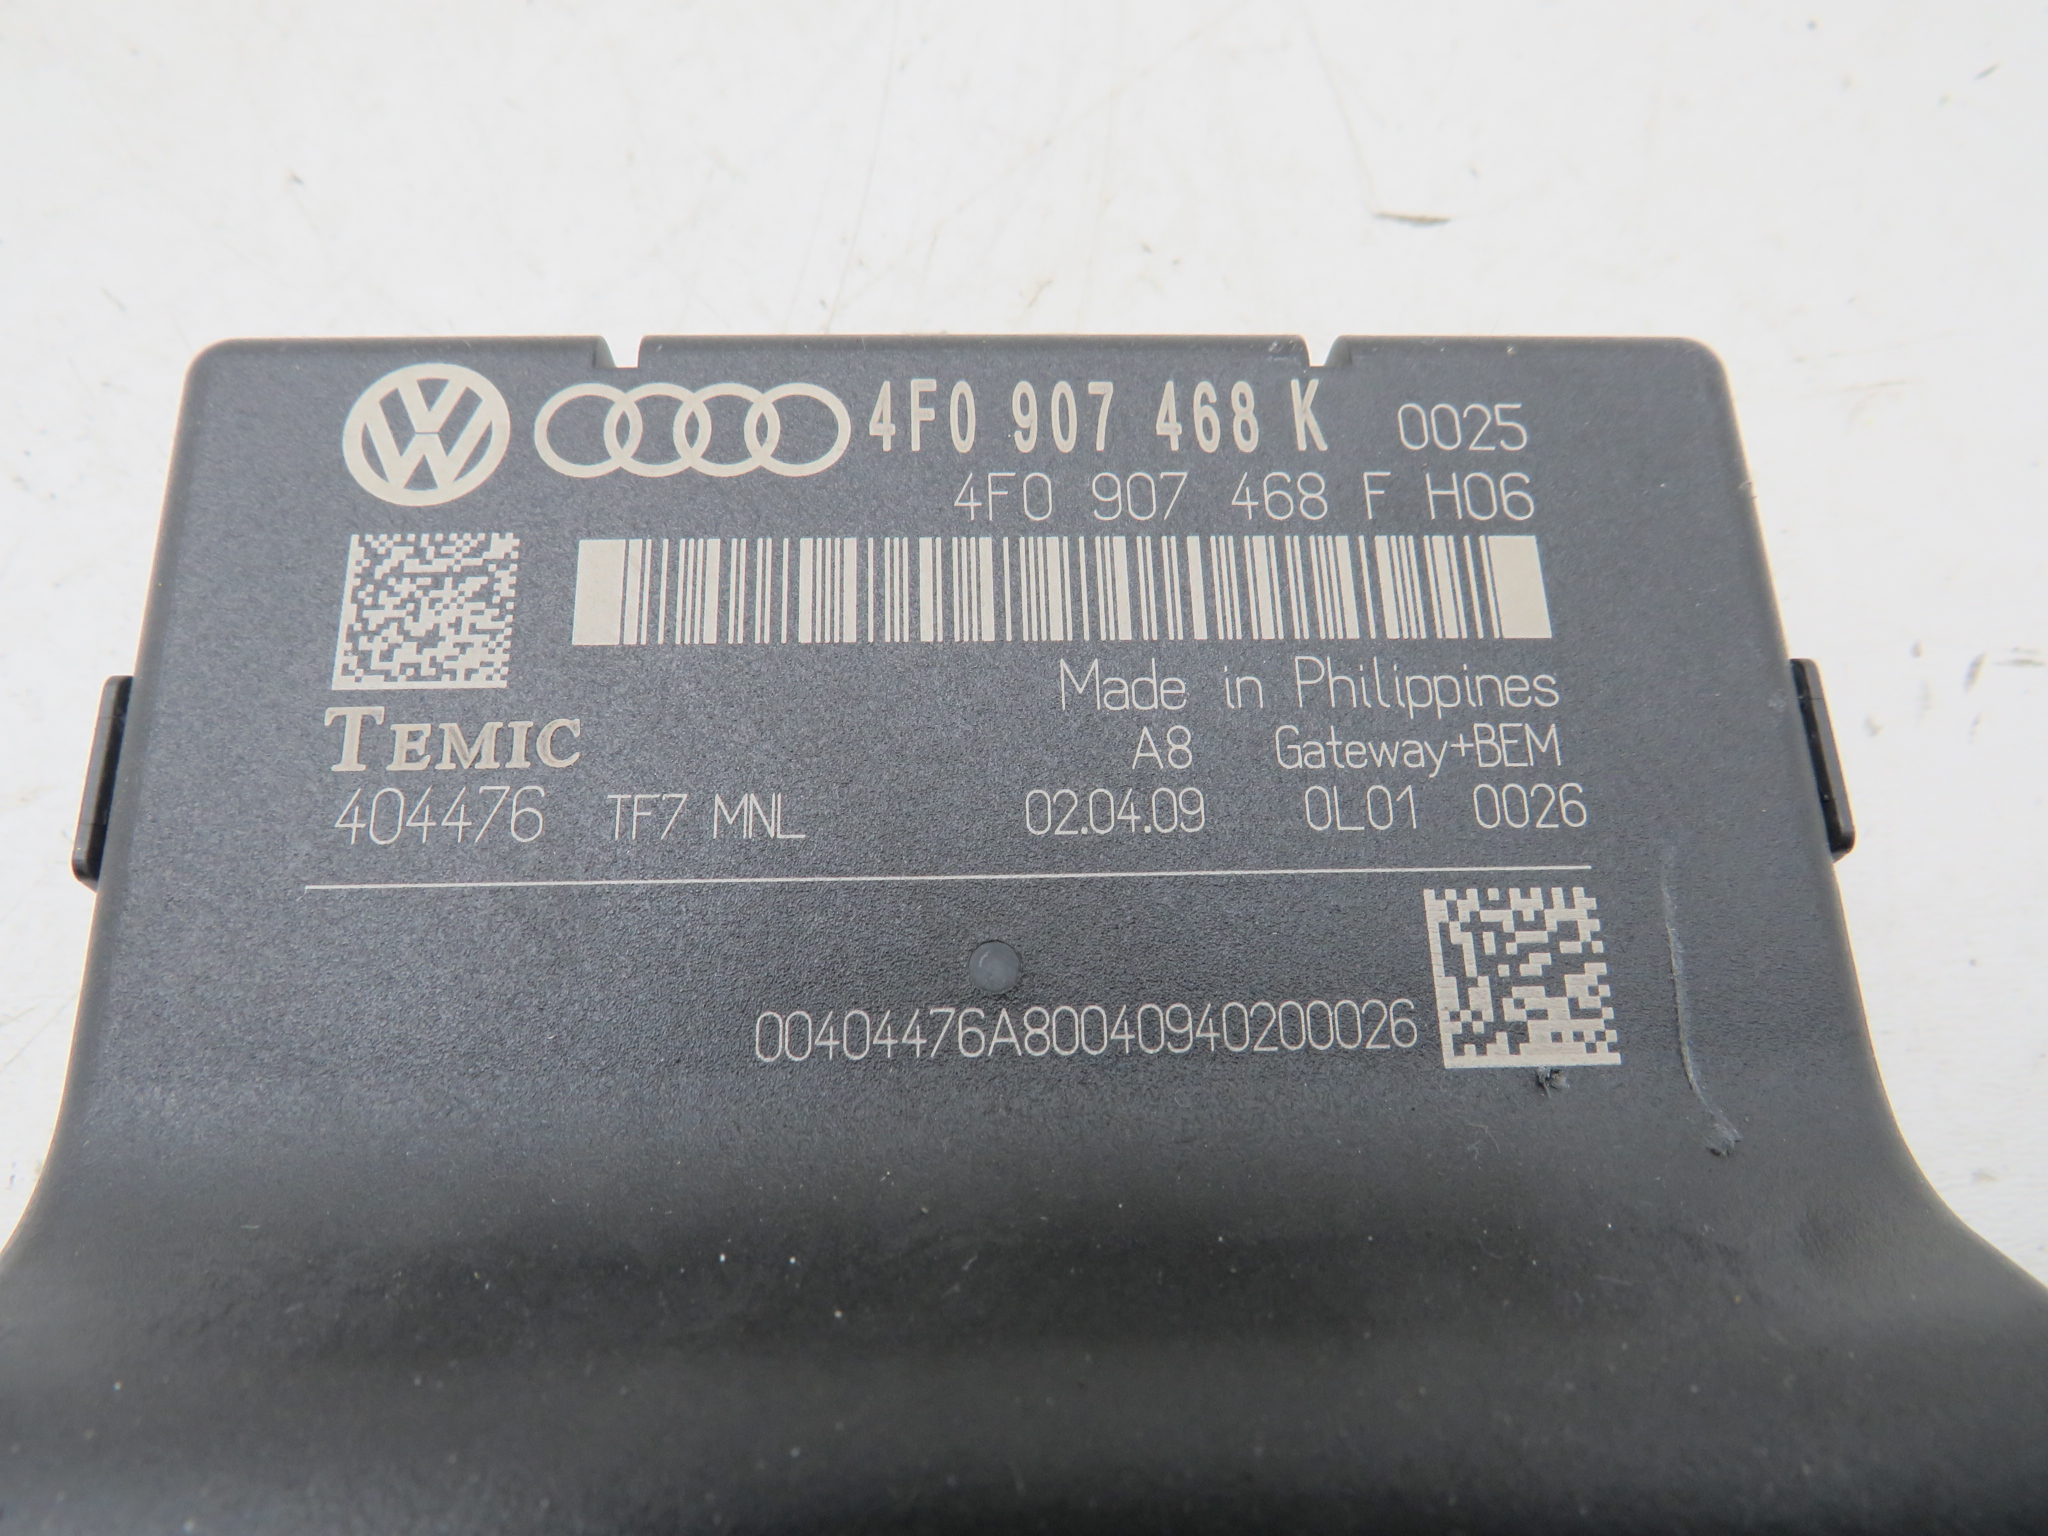 4F0 907 468 K 0025
4F0 907 468 F H06
Made in Philippines
TEMIC A8 Gateway+BEM
404476 TF7 MNL 02.04.09 0L01 0026
00404476A80040940200026